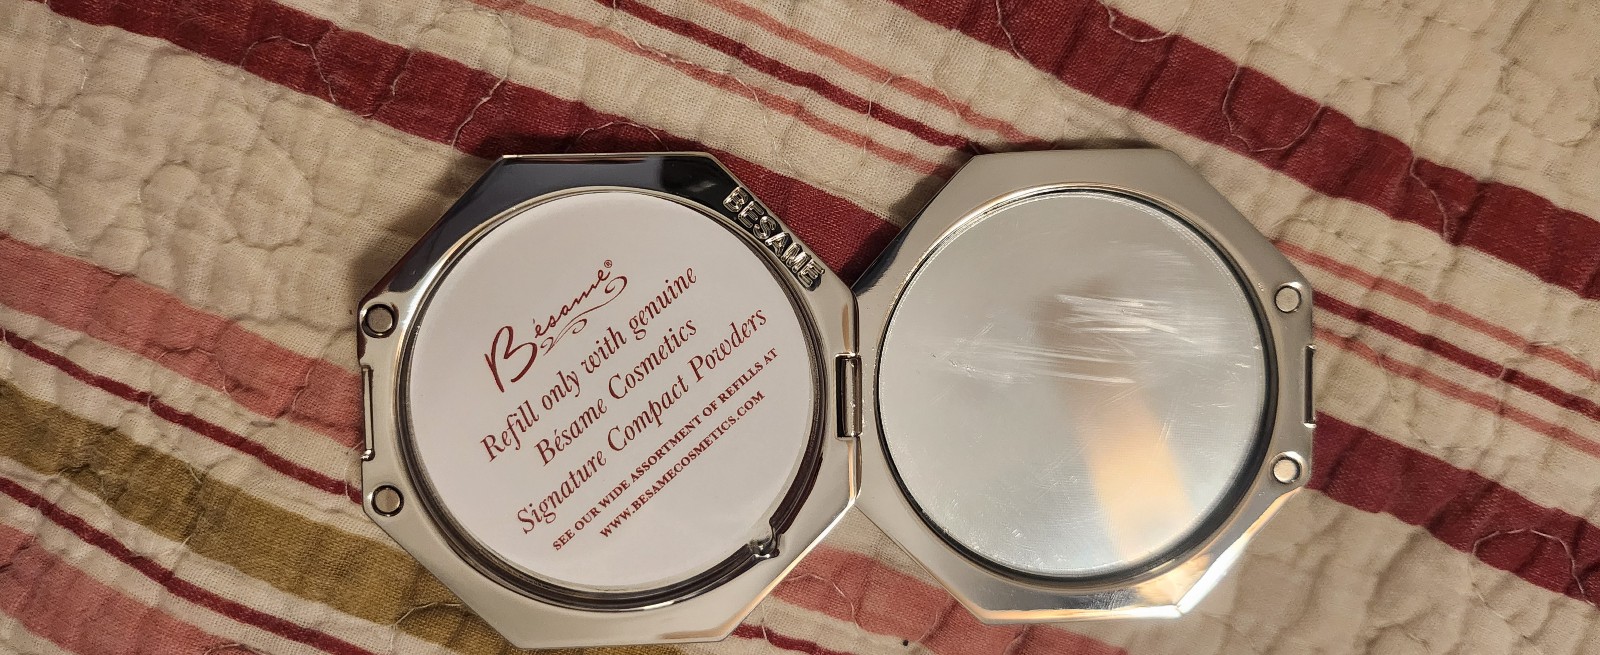 Bésame®
Refill only with genuine
Bésame Cosmetics
Signature Compact Powders
SEE OUR WIDE ASSORTMENT OF REFILLS AT
WWW.BESAMECOSMETICS.COM
BESAME